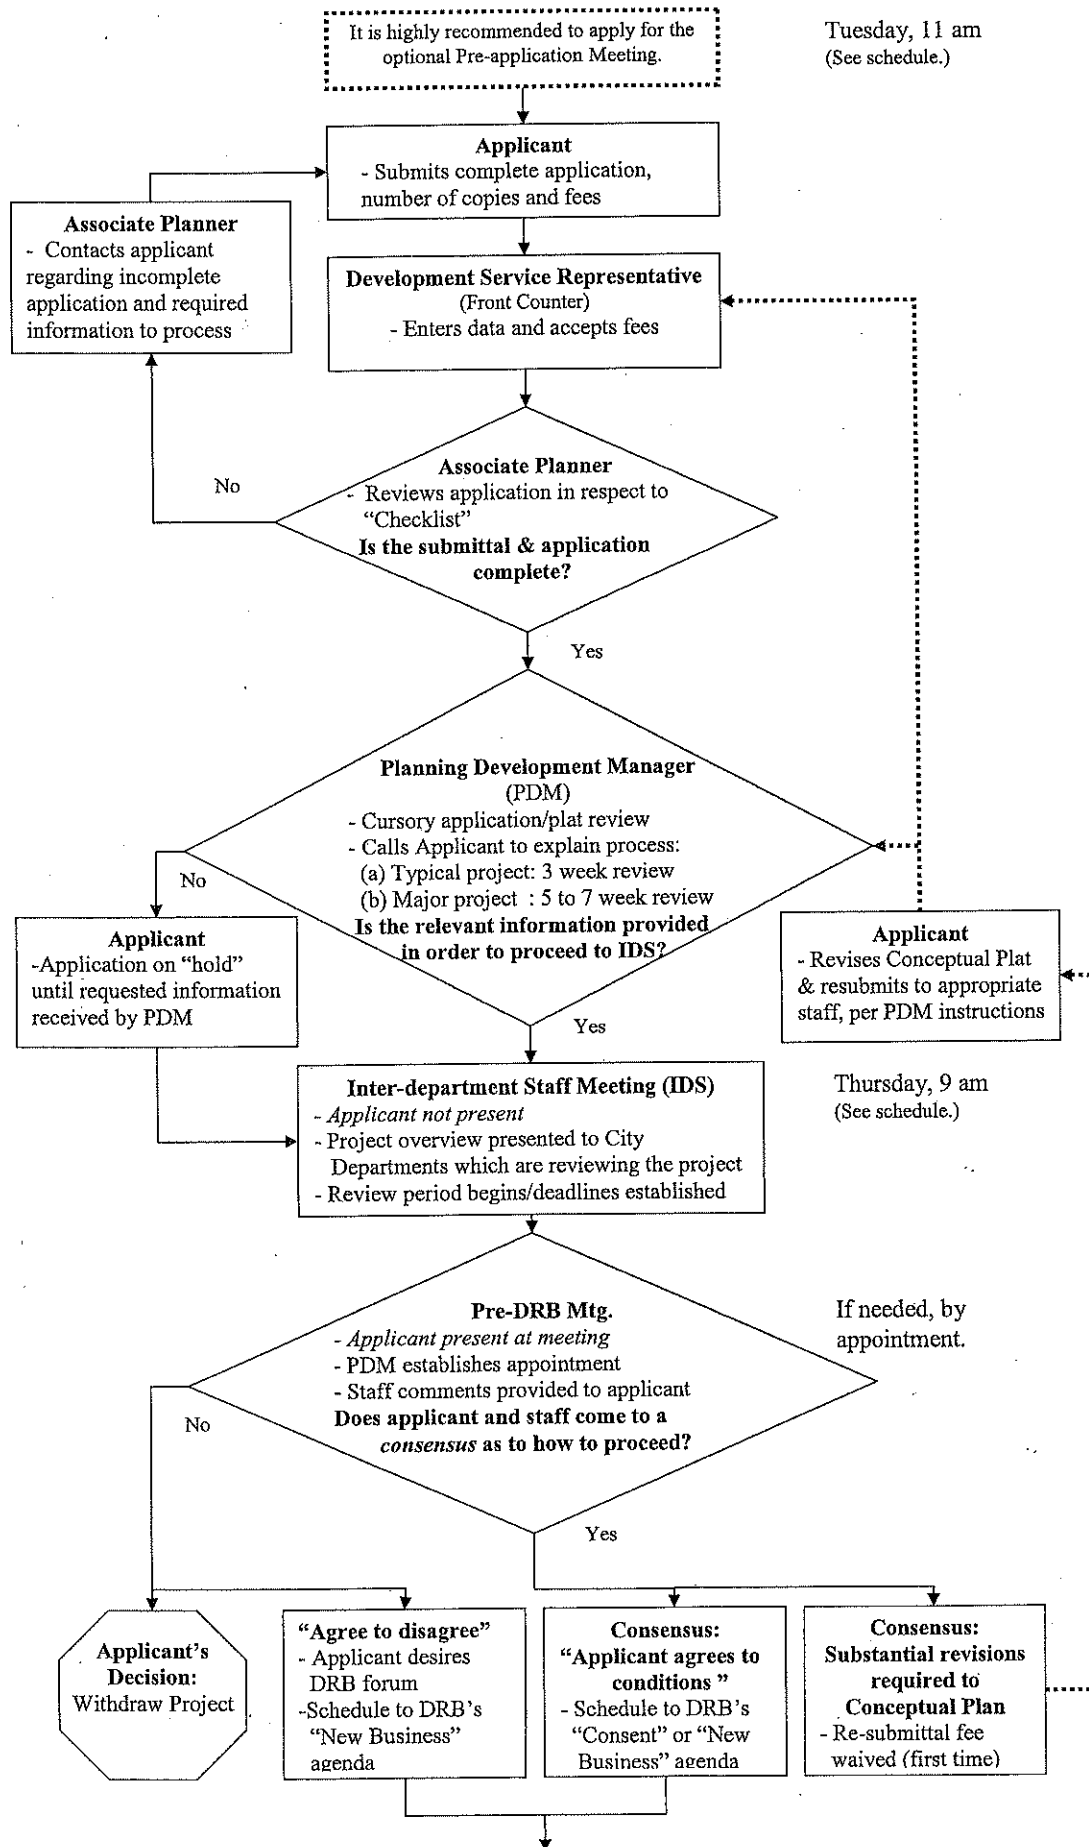 It is highly recommended to apply for the
optional Pre-application Meeting.
Tuesday, 11 am
(See schedule.)
Applicant
- Submits complete application,
number of copies and fees
Associate Planner
- Contacts applicant
regarding incomplete
application and required
information to process
Development Service Representative
(Front Counter)
- Enters data and accepts fees
No
Associate Planner
- Reviews application in respect to
“Checklist”
Is the submittal & application
complete?
Yes
Planning Development Manager
(PDM)
- Cursory application/plat review
- Calls Applicant to explain process:
(a) Typical project: 3 week review
(b) Major project : 5 to 7 week review
Is the relevant information provided
in order to proceed to IDS?
No
Applicant
-Application on “hold”
until requested information
received by PDM
Yes
Applicant
- Revises Conceptual Plat
& resubmits to appropriate
staff, per PDM instructions
Inter-department Staff Meeting (IDS)
- Applicant not present
- Project overview presented to City
Departments which are reviewing the project
- Review period begins/deadlines established
Thursday, 9 am
(See schedule.)
Pre-DRB Mtg.
- Applicant present at meeting
- PDM establishes appointment
- Staff comments provided to applicant
Does applicant and staff come to a
consensus as to how to proceed?
If needed, by
appointment.
No
Yes
Applicant's
Decision:
Withdraw Project
“Agree to disagree”
- Applicant desires
DRB forum
-Schedule to DRB's
“New Business”
agenda
Consensus:
“Applicant agrees to
conditions ”
- Schedule to DRB's
“Consent” or “New
Business” agenda
Consensus:
Substantial revisions
required to
Conceptual Plan
- Re-submittal fee
waived (first time)